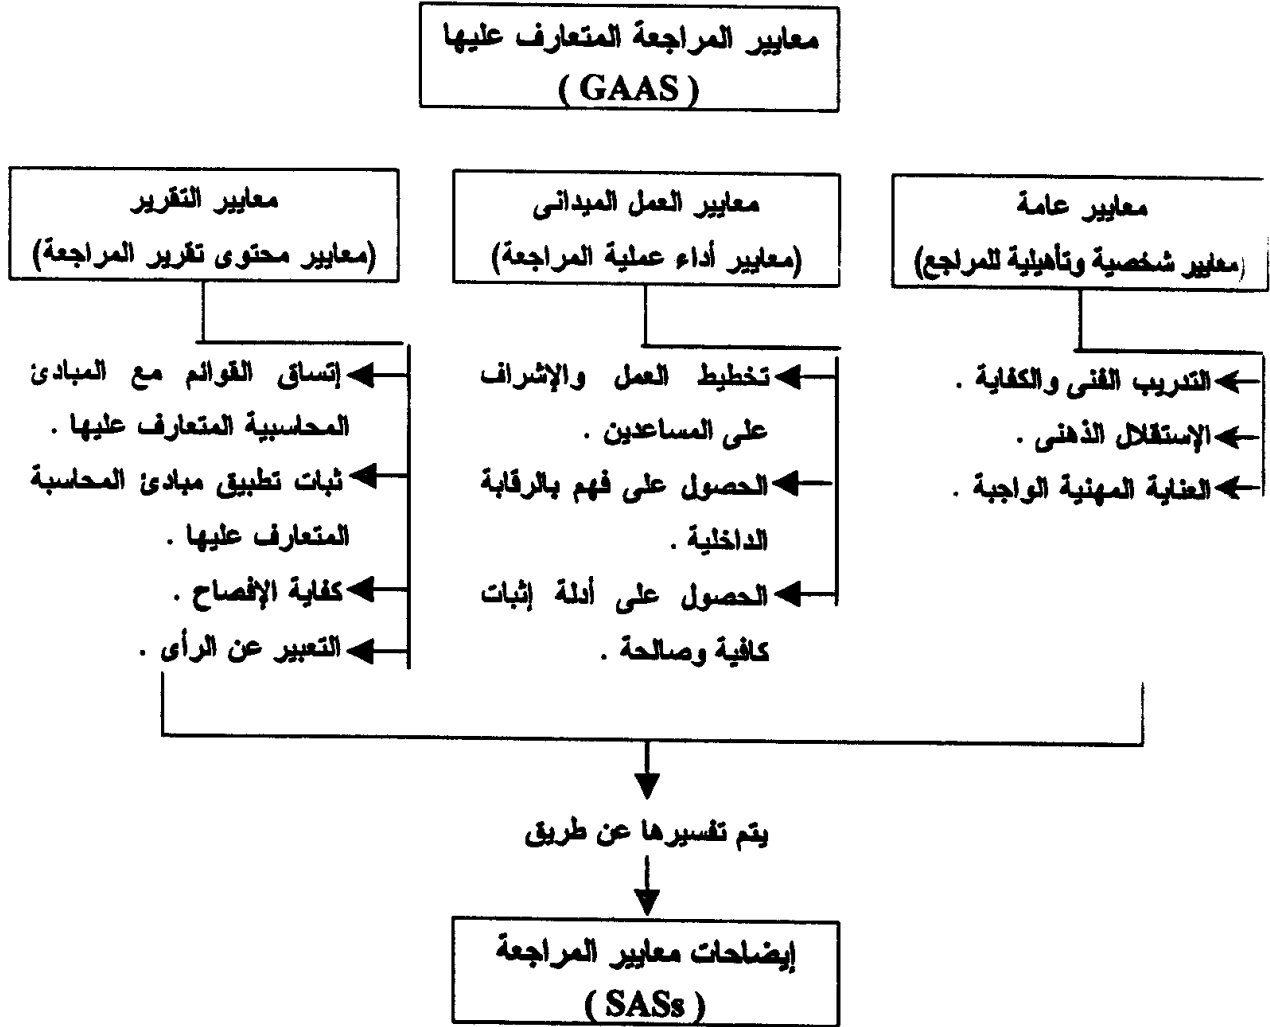 معايير المراجعة المتعارف عليها
( GAAS )
معايير عامة
(معايير شخصية وتأهيلية للمراجع)
التدريب الفنى والكفاية .
الإستقلال الذهنى .
العناية المهنية الواجبة .
معايير العمل الميدانى
(معايير أداء عملية المراجعة)
تخطيط العمل والإشراف
على المساعدين .
الحصول على فهم بالرقابة
الداخلية .
الحصول على أدلة إثبات
كافية وصالحة .
معايير التقرير
(معايير محتوى تقرير المراجعة)
إتساق القوائم مع المبادئ
المحاسبية المتعارف عليها .
ثبات تطبيق مبادئ المحاسبة
المتعارف عليها .
كفاية الإفصاح .
التعبير عن الرأى .
يتم تفسيرها عن طريق
إيضاحات معايير المراجعة
( SASs )